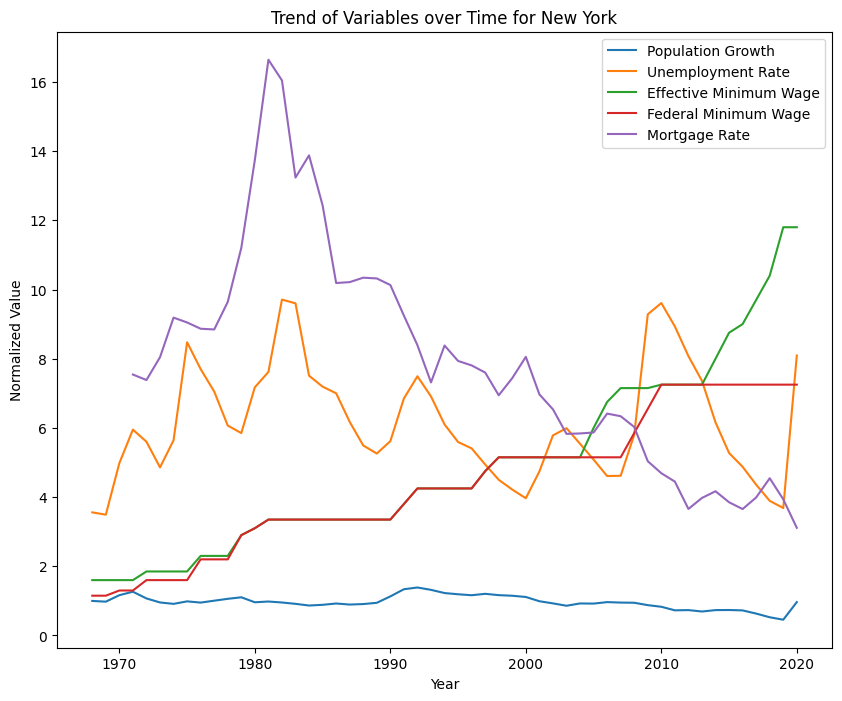 Trend of Variables over Time for New York
Population Growth
Unemployment Rate
Effective Minimum Wage
Federal Minimum Wage
Mortgage Rate
Normalized Value
16
14
12
10
8
6
4
2
0
1970 1980 1990 2000 2010 2020
Year